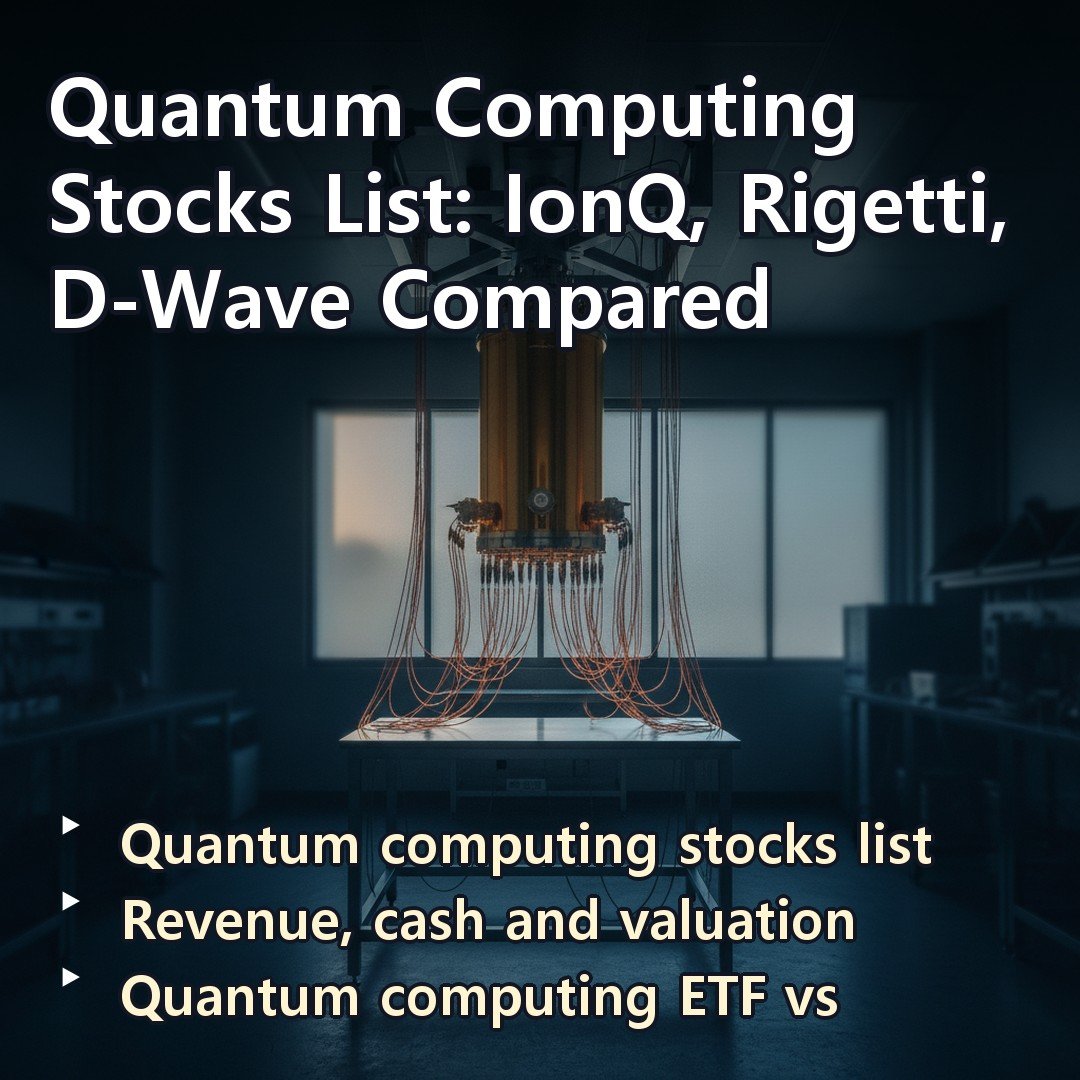 Quantum Computing
Stocks List: IonQ, Rigetti,
D-Wave Compared
Quantum computing stocks list
Revenue, cash and valuation
Quantum computing ETF vs